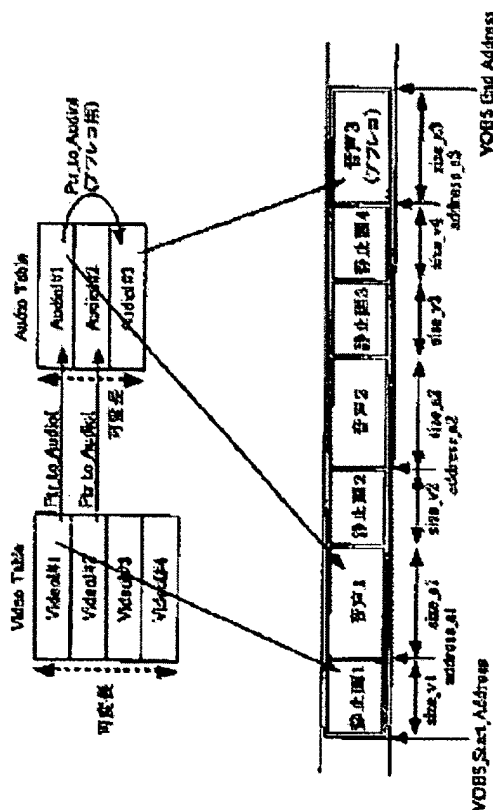 Video Table
Video#1
Video#2
Video#3
Video#4
可変長
Ptr_to_Audio
Ptr_to_Audio
Audio Table
Audio#1
Audio#2
Audio#3
可変長
Ptr_to_Audio
(アフレコ用)
静止画1
音声1
静止画2
音声2
静止画3
静止画4
音声3
(アフレコ)
size_v1
size_a1
size_v2
size_a2
size_v3
size_v4
size_a3
address_a1
address_a2
address_a3
VOBS_Start_Address
VOBS_End Address